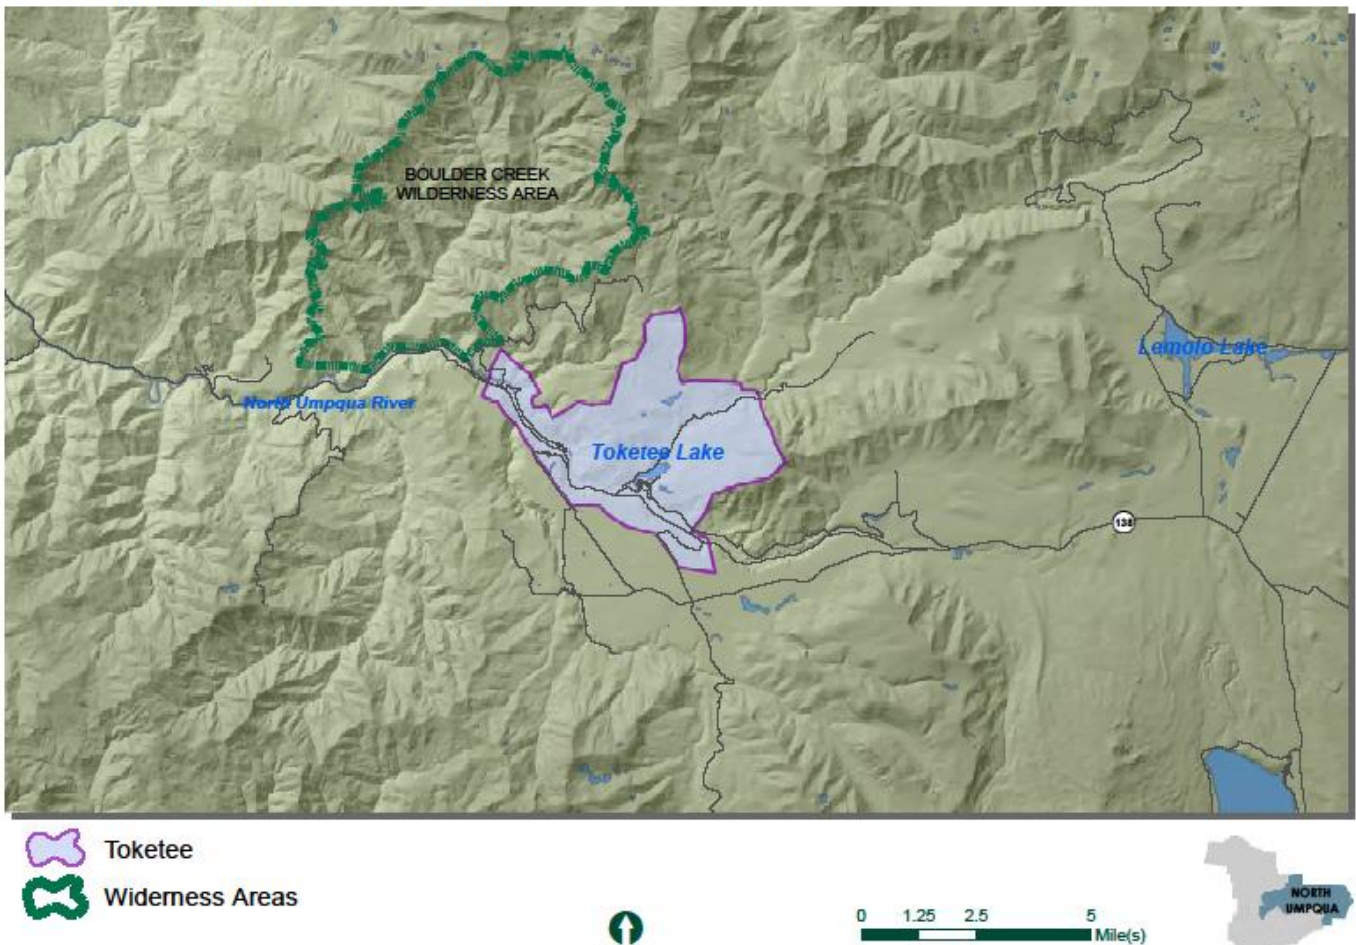 BOULDER CREEK
WILDERNESS AREA
Lemolo Lake
North Umpqua River
Toketee Lake
138
Toketee
Widerness Areas
0 1.25 2.5 5
Mile(s)
NORTH
UMPQUA